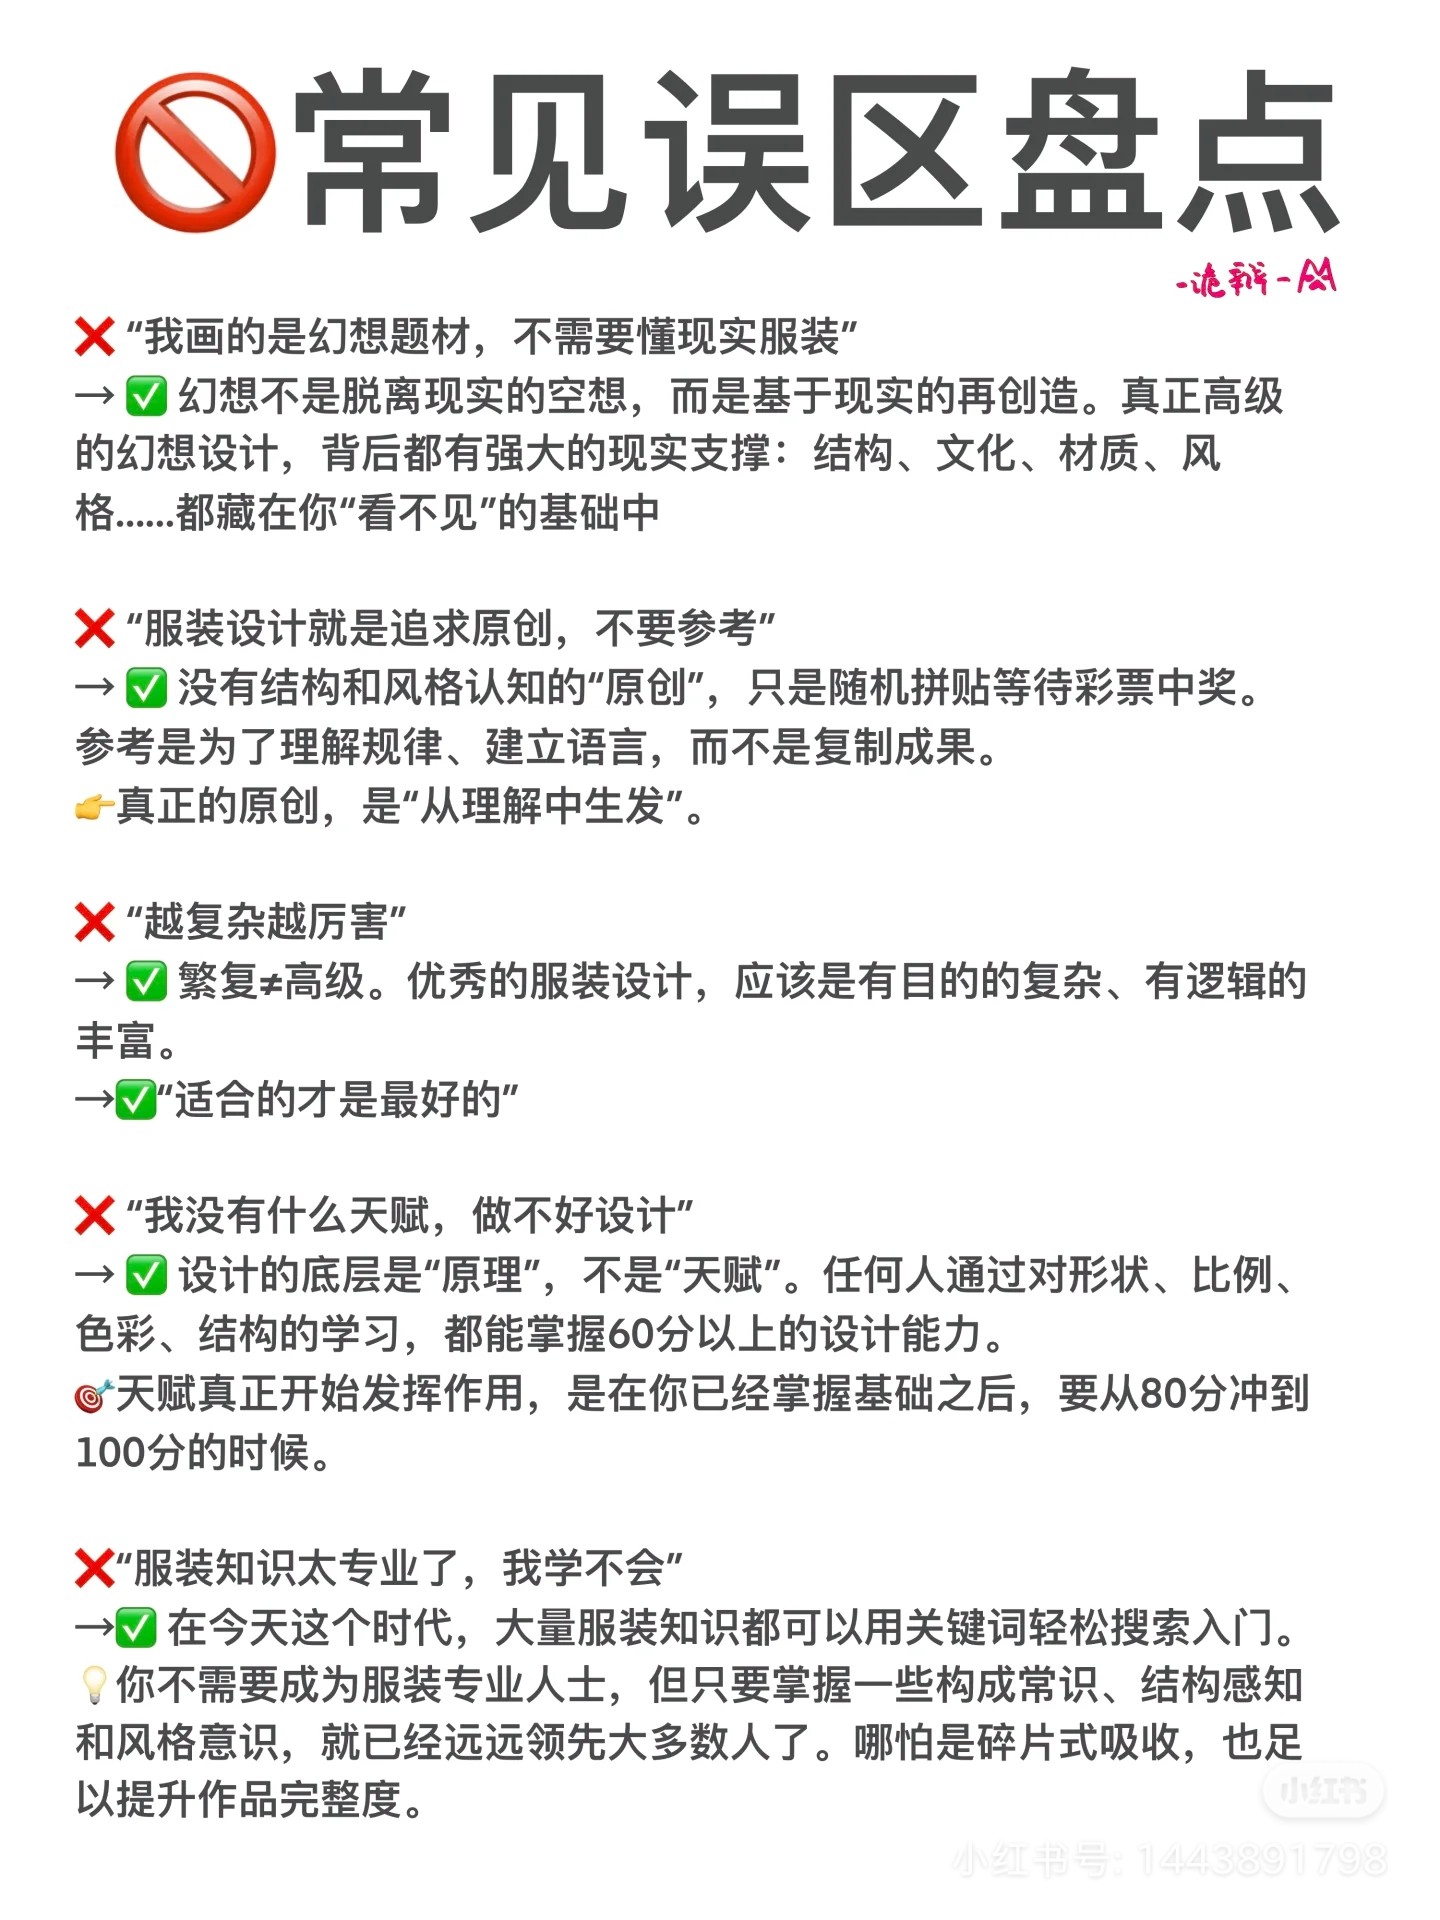 🚫常见误区盘点
-诡辩-
❌ “我画的是幻想题材，不需要懂现实服装”
→ ✅ 幻想不是脱离现实的空想，而是基于现实的再创造。真正高级
的幻想设计，背后都有强大的现实支撑：结构、文化、材质、风
格……都藏在你“看不见”的基础中
❌ “服装设计就是追求原创，不要参考”
→ ✅ 没有结构和风格认知的“原创”，只是随机拼贴等待彩票中奖。
参考是为了理解规律、建立语言，而不是复制成果。
👉真正的原创，是“从理解中生发”。
❌ “越复杂越厉害”
→ ✅ 繁复≠高级。优秀的服装设计，应该是有目的的复杂、有逻辑的
丰富。
→✅“适合的才是最好的”
❌ “我没有什么天赋，做不好设计”
→ ✅ 设计的底层是“原理”，不是“天赋”。任何人通过对形状、比例、
色彩、结构的学习，都能掌握60分以上的设计能力。
🎯天赋真正开始发挥作用，是在你已经掌握基础之后，要从80分冲到
100分的时候。
❌“服装知识太专业了，我学不会”
→✅ 在今天这个时代，大量服装知识都可以用关键词轻松搜索入门。
💡你不需要成为服装专业人士，但只要掌握一些构成常识、结构感知
和风格意识，就已经远远领先大多数人了。哪怕是碎片式吸收，也足
以提升作品完整度。
小红书
小红书号: 1443891798